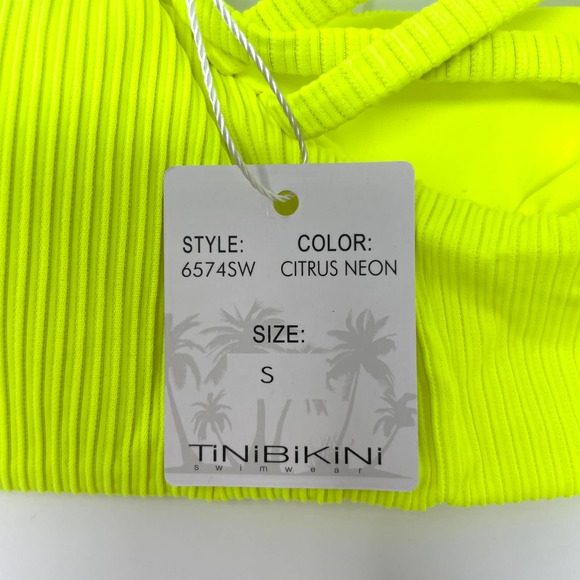 STYLE: COLOR:
6574SW CITRUS NEON
SIZE:
S
TiNiBiKiNi
swimwear